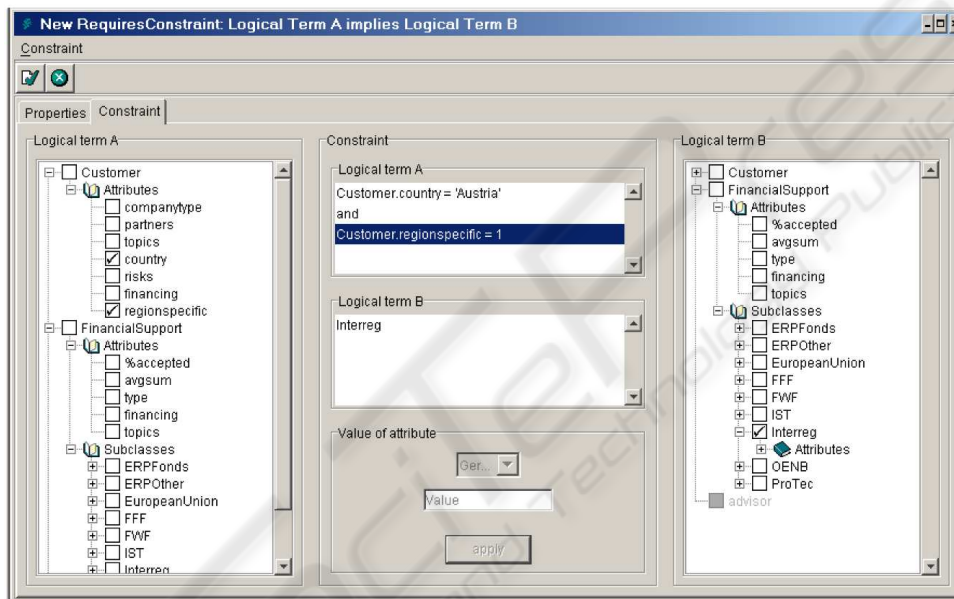 New RequiresConstraint: Logical Term A implies Logical Term B
Constraint
Properties
Constraint
Logical term A
Customer
Attributes
companytype
partners
topics
country
risks
financing
regionspecific
FinancialSupport
Attributes
%accepted
avgsum
type
financing
topics
Subclasses
ERPFonds
ERPOther
EuropeanUnion
FFF
FWF
IST
Interreg
Constraint
Logical term A
Customer.country = 'Austria'
and
Customer.regionspecific = 1
Logical term B
Interreg
Value of attribute
Ger...
Value
apply
Logical term B
Customer
FinancialSupport
Attributes
%accepted
avgsum
type
financing
topics
Subclasses
ERPFonds
ERPOther
EuropeanUnion
FFF
FWF
IST
Interreg
Attributes
OENB
ProTec
advisor